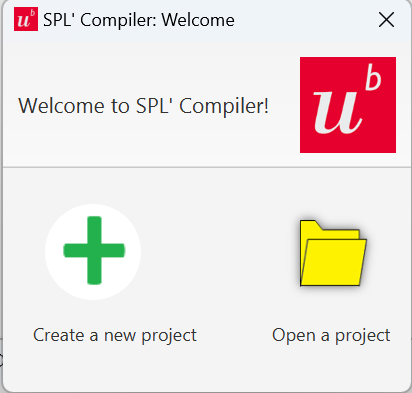 u b SPL' Compiler: Welcome
Welcome to SPL' Compiler!
u b
Create a new project
Open a project